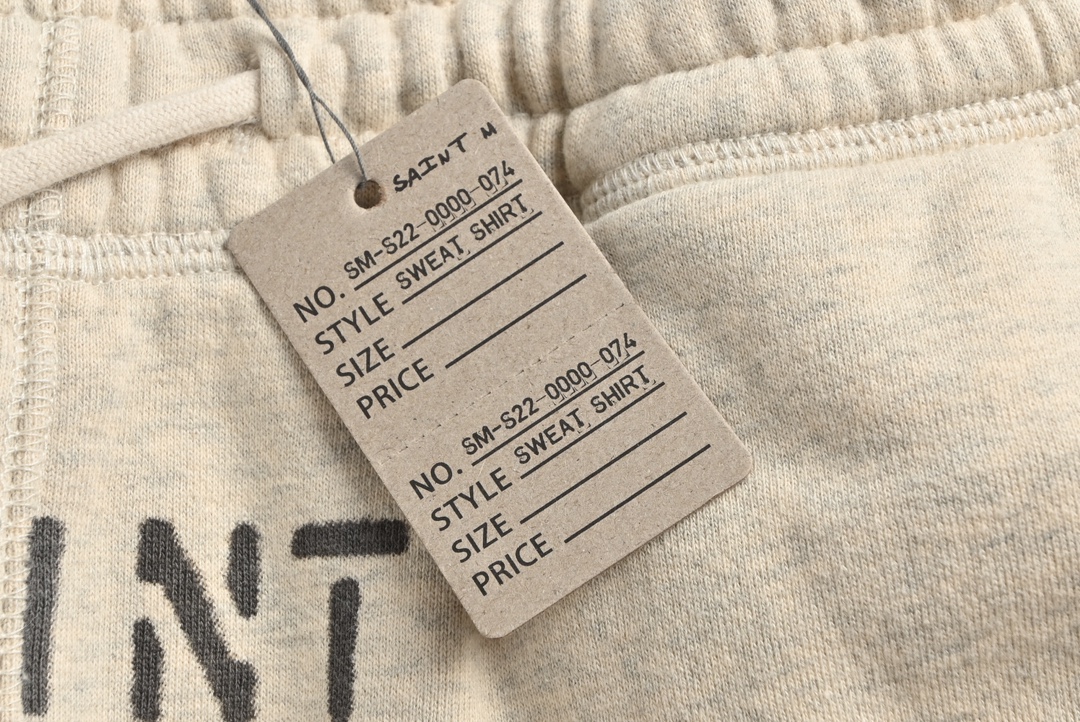 SAINT M
NO. SM-S22-0000-074
STYLE SWEAT SHIRT
SIZE
PRICE
NO. SM-S22-0000-074
STYLE SWEAT SHIRT
SIZE
PRICE
INT